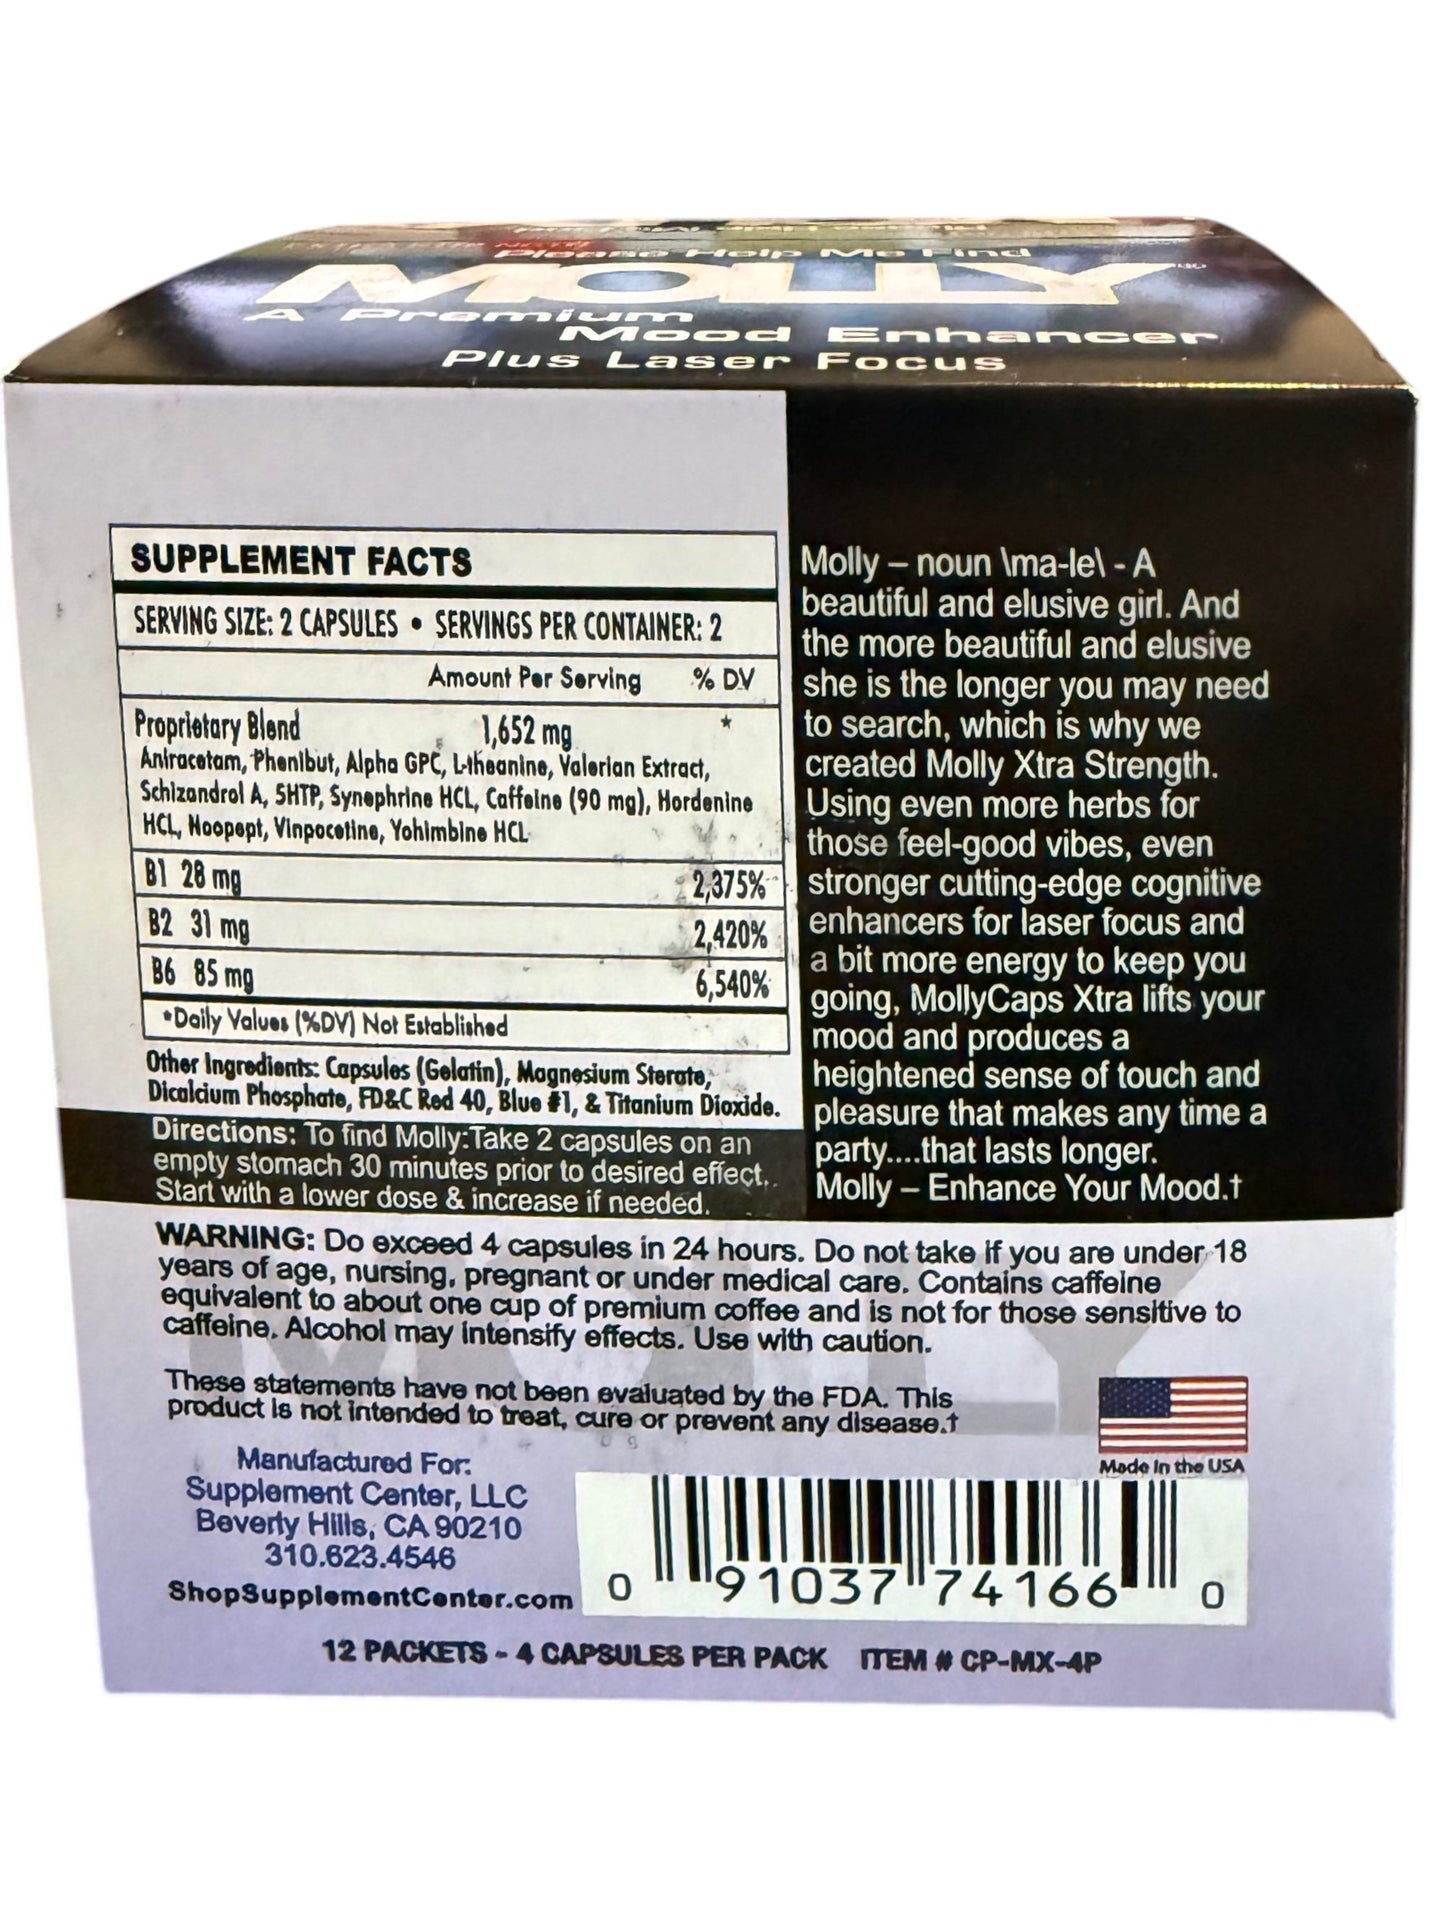 Please Help Me Find
MOLLY
A Premium
Mood Enhancer
Plus Laser Focus
SUPPLEMENT FACTS
SERVING SIZE: 2 CAPSULES • SERVINGS PER CONTAINER: 2
Amount Per Serving % DV
Proprietary Blend 1,652 mg *
Aniracetam, Phenibut, Alpha GPC, L-theanine, Valerian Extract,
Schizandrol A, 5HTP, Synephrine HCL, Caffeine (90 mg), Hordenine
HCL, Noopept, Vinpocetine, Yohimbine HCL
B1 28 mg 2,375%
B2 31 mg 2,420%
B6 85 mg 6,540%
*Daily Values (%DV) Not Established
Other Ingredients: Capsules (Gelatin), Magnesium Sterate,
Dicalcium Phosphate, FD&C Red 40, Blue #1, & Titanium Dioxide.
Directions: To find Molly:Take 2 capsules on an
empty stomach 30 minutes prior to desired effect..
Start with a lower dose & increase if needed.
Molly – noun \ma-le\ - A
beautiful and elusive girl. And
the more beautiful and elusive
she is the longer you may need
to search, which is why we
created Molly Xtra Strength.
Using even more herbs for
those feel-good vibes, even
stronger cutting-edge cognitive
enhancers for laser focus and
a bit more energy to keep you
going, MollyCaps Xtra lifts your
mood and produces a
heightened sense of touch and
pleasure that makes any time a
party....that lasts longer.
Molly – Enhance Your Mood.†
WARNING: Do exceed 4 capsules in 24 hours. Do not take if you are under 18
years of age, nursing, pregnant or under medical care. Contains caffeine
equivalent to about one cup of premium coffee and is not for those sensitive to
caffeine. Alcohol may intensify effects. Use with caution.
MOLLY
These statements have not been evaluated by the FDA. This
product is not intended to treat, cure or prevent any disease.†
Made In the USA
Manufactured For:
Supplement Center, LLC
Beverly Hills, CA 90210
310.623.4546
ShopSupplementCenter.com
0 91037 74166 0
12 PACKETS - 4 CAPSULES PER PACK ITEM # CP-MX-4P